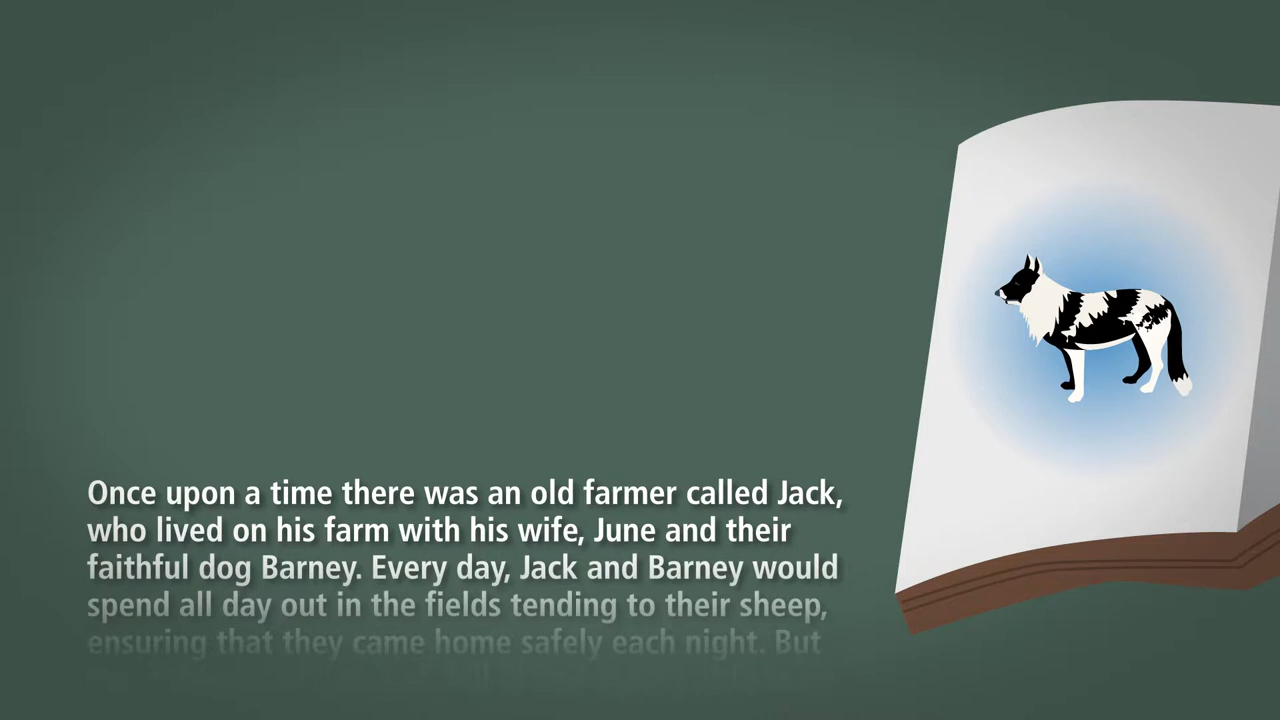 Once upon a time there was an old farmer called Jack,
who lived on his farm with his wife, June and their
faithful dog Barney. Every day, Jack and Barney would
spend all day out in the fields tending to their sheep,
ensuring that they came home safely each night. But